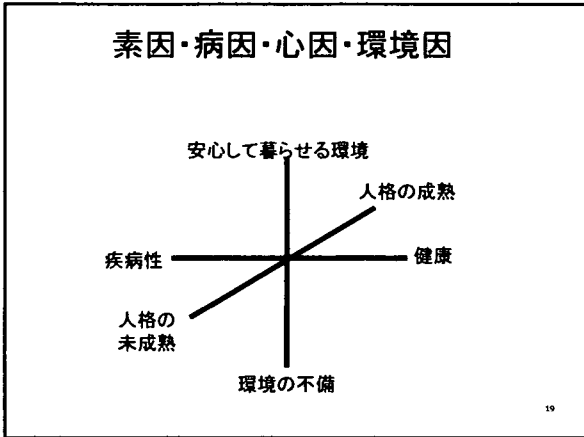 素因・病因・心因・環境因
安心して暮らせる環境
人格の成熟
疾病性
健康
人格の
未成熟
環境の不備
19